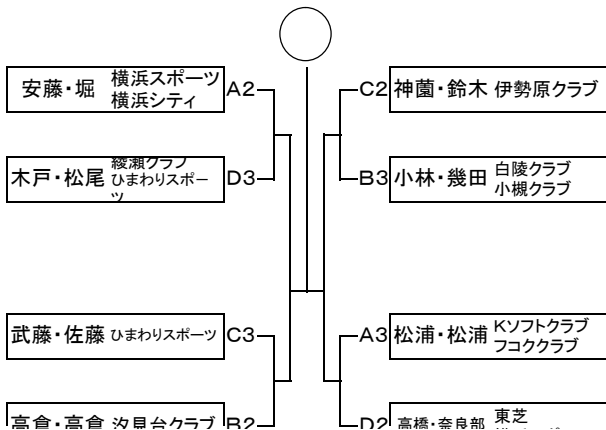 安藤・堀 横浜スポーツ 横浜シティ A2
C2 神薗・鈴木 伊勢原クラブ
木戸・松尾 綾瀬クラブ ひまわりスポーツ D3
B3 小林・幾田 白陵クラブ 小槻クラブ
武藤・佐藤 ひまわりスポーツ C3
A3 松浦・松浦 Kソフトクラブ フコククラブ
高倉・高倉 汐見台クラブ B2
D2 高橋・奈良部 東芝